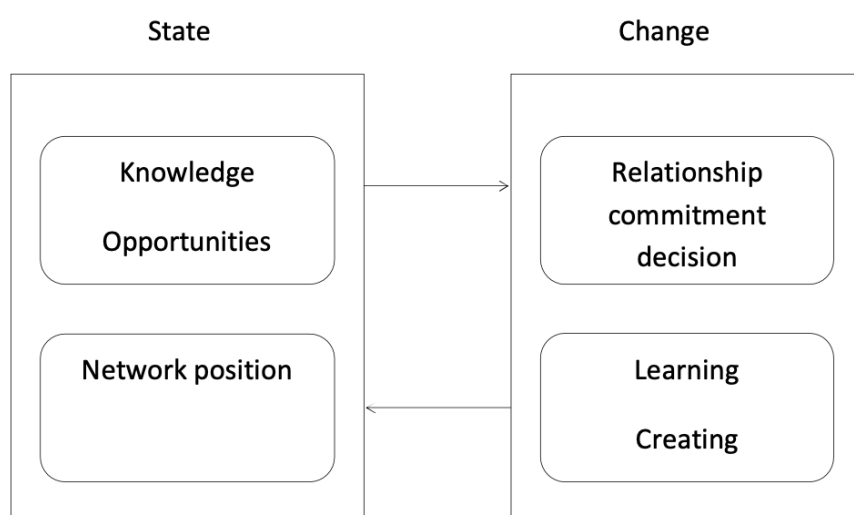 State
Change
Knowledge
Opportunities
Relationship
commitment
decision
Network position
Learning
Creating